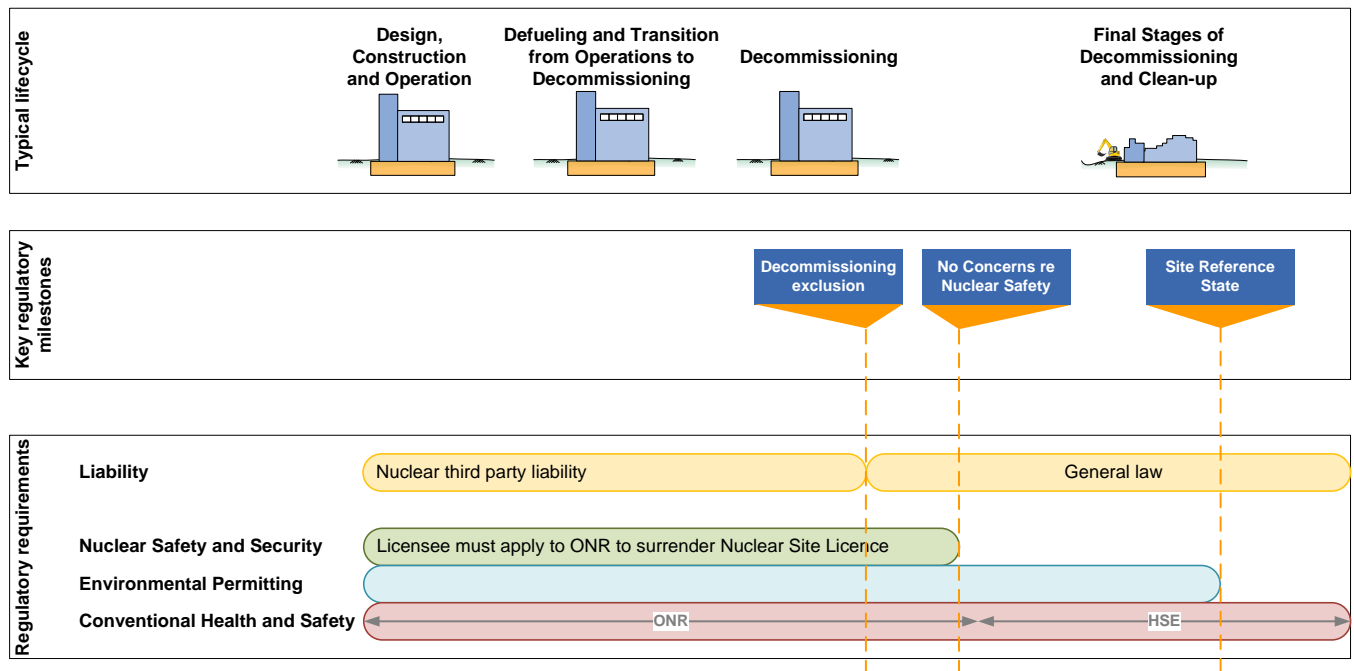 Typical lifecycle
Design,
Construction
and Operation
Defueling and Transition
from Operations to
Decommissioning
Decommissioning
Final Stages of
Decommissioning
and Clean-up
Key regulatory
milestones
Decommissioning
exclusion
No Concerns re
Nuclear Safety
Site Reference
State
Regulatory requirements
Liability
Nuclear third party liability
General law
Nuclear Safety and Security
Licensee must apply to ONR to surrender Nuclear Site Licence
Environmental Permitting
Conventional Health and Safety
ONR
HSE